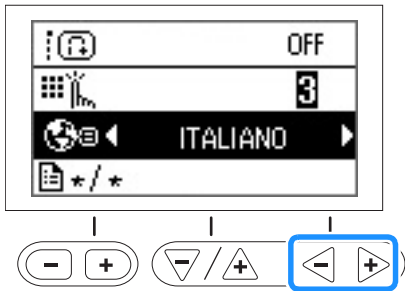 OFF
3
ITALIANO
*/*
- + ▽/△+ - +